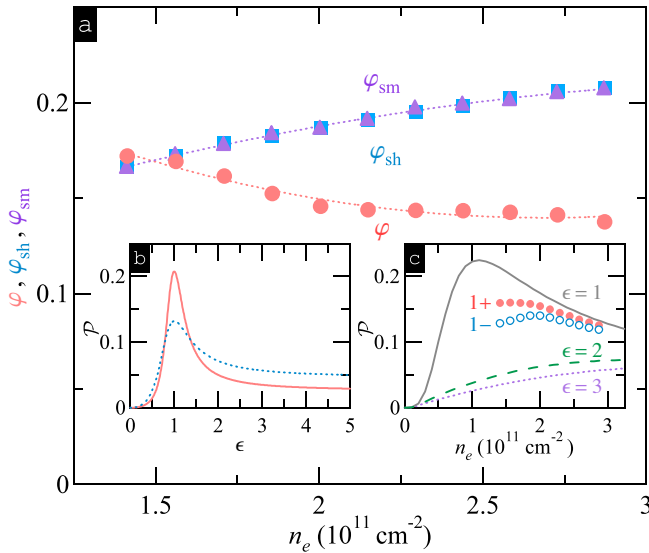 a
φ, φsh, φsm
0.2
0.1
0
φsm
φsh
φ
b
0.2
0.1
0
𝒫
0 1 2 3 4 5
ϵ
c
0.2
0.1
0
𝒫
ϵ = 1
1+
1−
ϵ = 2
ϵ = 3
0 1 2 3
nₑ (10¹¹ cm⁻²)
1.5 2 2.5 3
nₑ (10¹¹ cm⁻²)